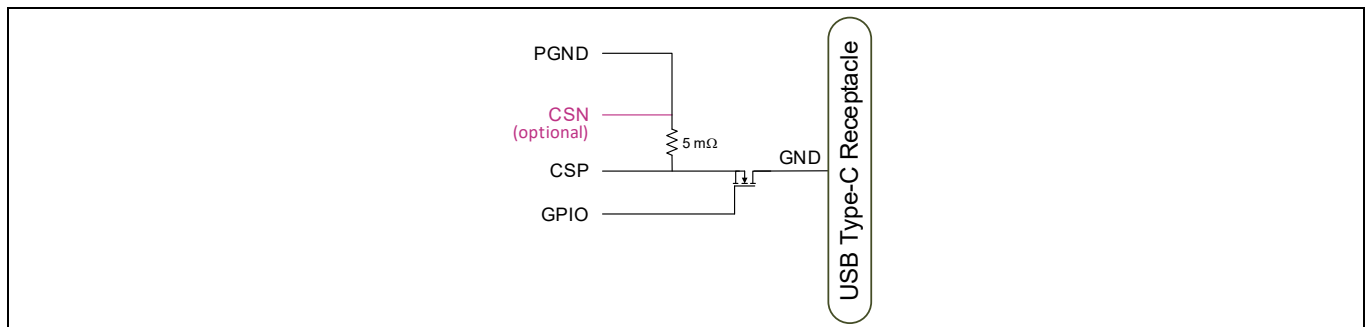 PGND
CSN
(optional)
5 mΩ
CSP
GND
GPIO
USB Type-C Receptacle